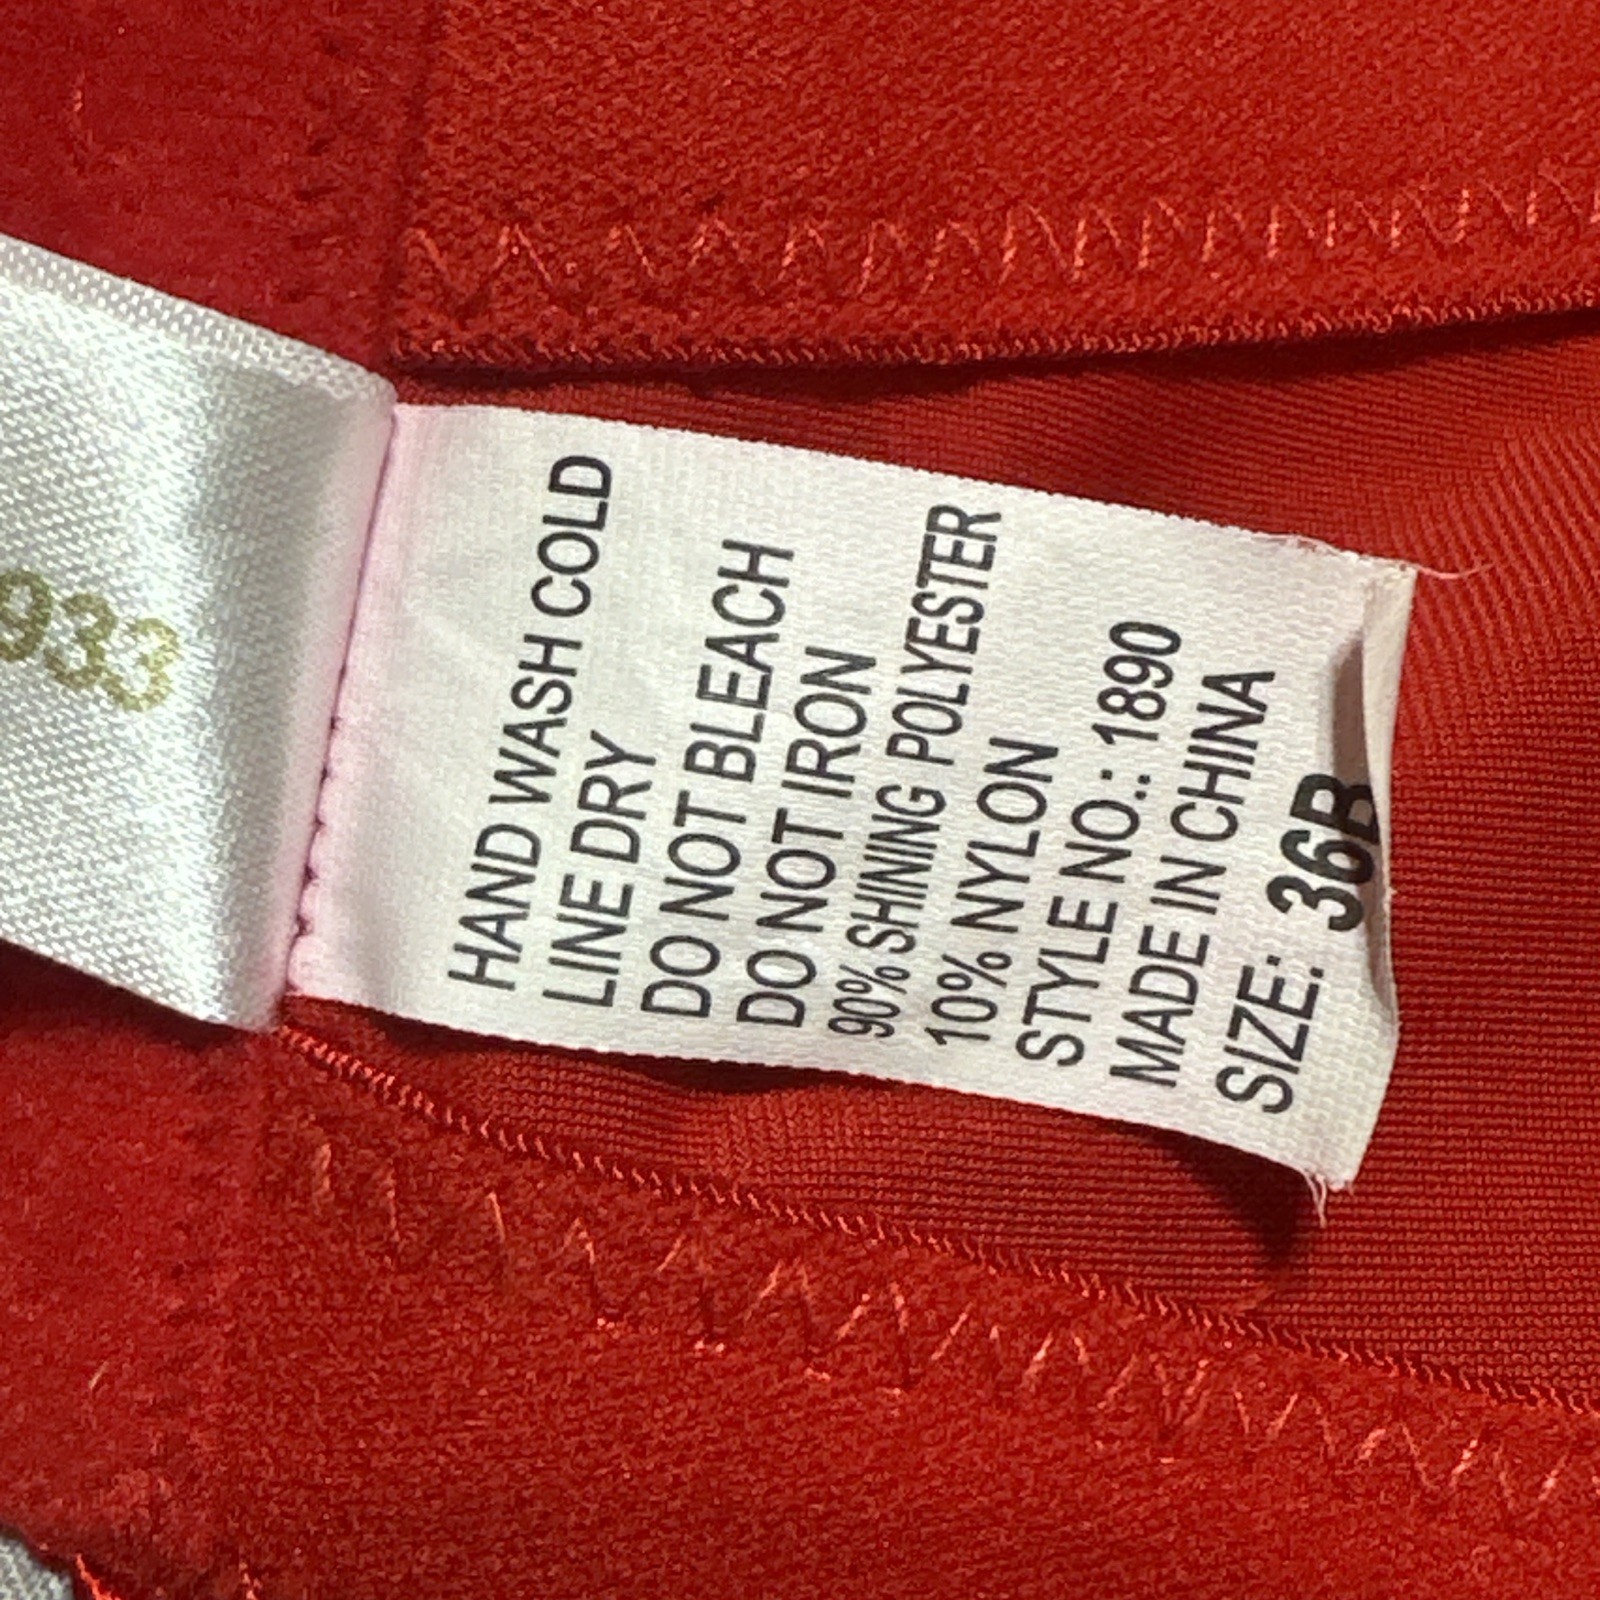 933
HAND WASH COLD
LINE DRY
DO NOT BLEACH
DO NOT IRON
90% SHINING POLYESTER
10% NYLON
STYLE NO.: 1890
MADE IN CHINA
SIZE: 36B